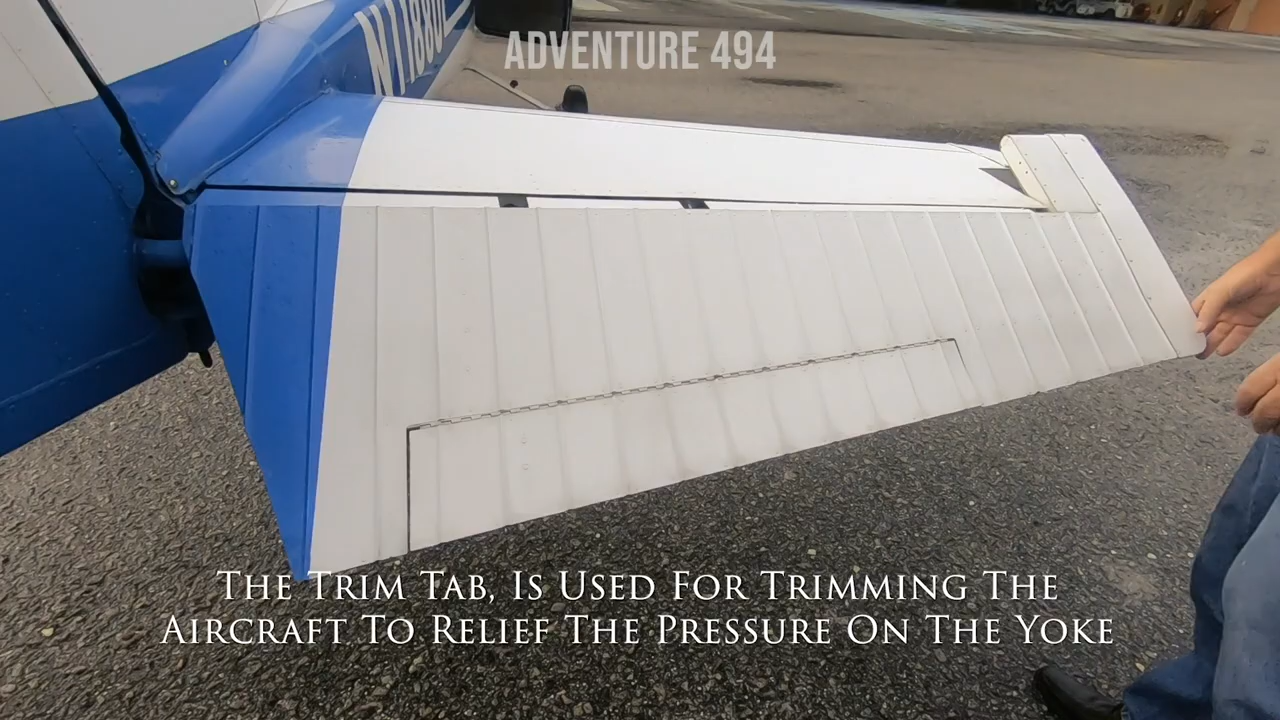 ADVENTURE 494
The Trim Tab, Is Used For Trimming The
Aircraft To Relief The Pressure On The Yoke